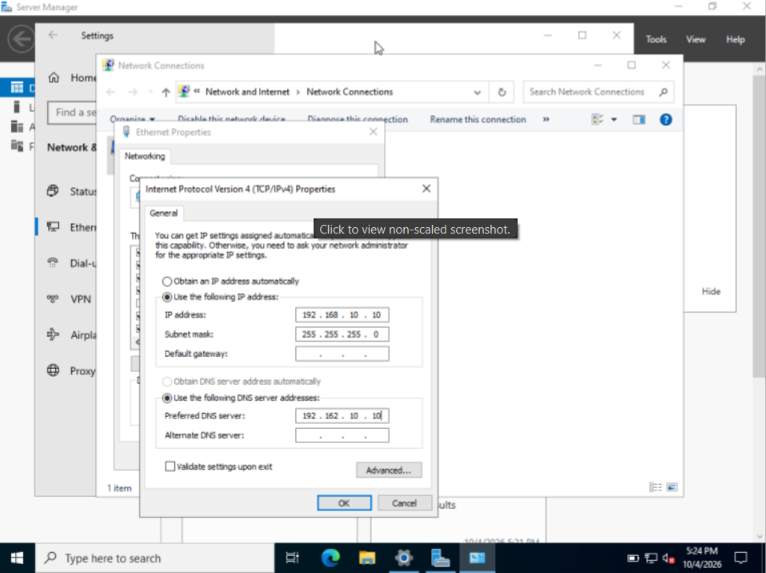 Server Manager
Settings
Tools View Help
Network Connections
Home
« Network and Internet › Network Connections
Search Network Connections
Find a se
Organize
Disable this network device
Diagnose this connection
Rename this connection
»
Ethernet Properties
Networking
Network &
Internet Protocol Version 4 (TCP/IPv4) Properties
Status
General
Click to view non-scaled screenshot.
Ethern
You can get IP settings assigned automatic
this capability. Otherwise, you need to ask your network administrator
for the appropriate IP settings.
Dial-u
Obtain an IP address automatically
Hide
Use the following IP address:
VPN
IP address:
192 . 168 . 10 . 10
Subnet mask:
255 . 255 . 255 . 0
Airpla
Default gateway:
. . .
Proxy
Obtain DNS server address automatically
Use the following DNS server addresses:
Preferred DNS server:
192 . 162 . 10 . 10
Alternate DNS server:
. . .
Validate settings upon exit
Advanced...
1 item
OK
Cancel
ults
10/4/2026 5:21 PM
Type here to search
5:24 PM
10/4/2026